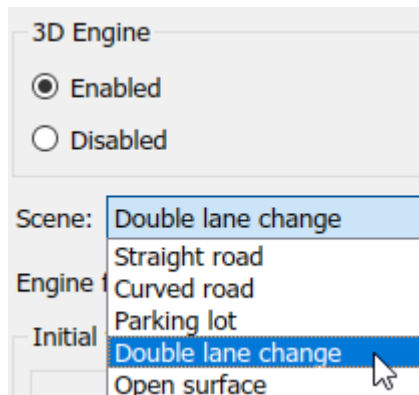 3D Engine
Enabled
Disabled
Scene: Double lane change
Straight road
Engine
Curved road
Parking lot
Initial
Double lane change
Open surface